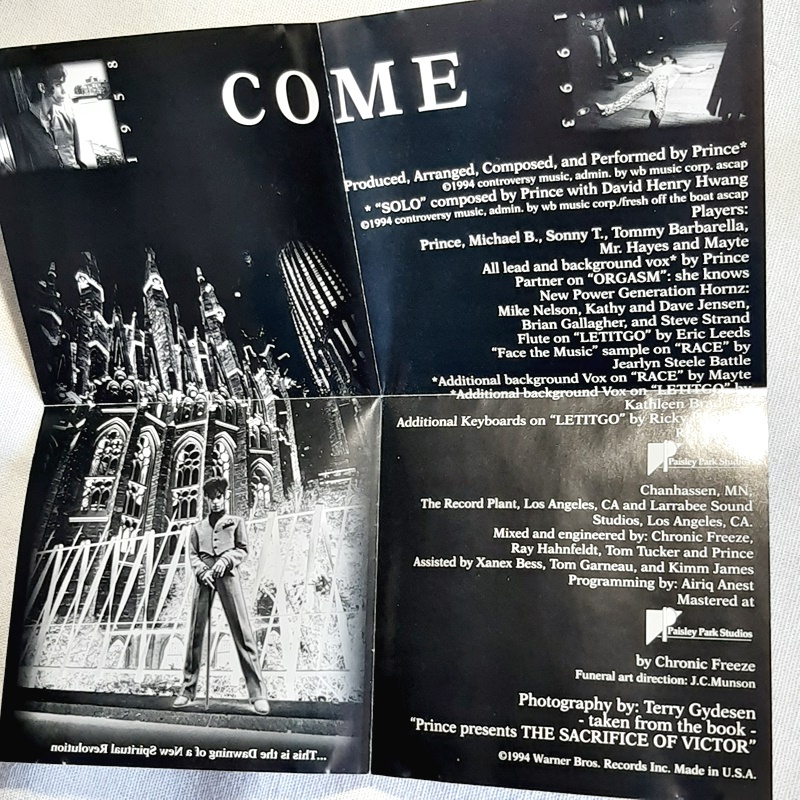 COME
1958
1993
Produced, Arranged, Composed, and Performed by Prince*
©1994 controversy music, admin. by wb music corp. ascap
* “SOLO” composed by Prince with David Henry Hwang
©1994 controversy music, admin. by wb music corp./fresh off the boat ascap
Players:
Prince, Michael B., Sonny T., Tommy Barbarella,
Mr. Hayes and Mayte
All lead and background vox* by Prince
Partner on “ORGASM”: she knows
New Power Generation Hornz:
Mike Nelson, Kathy and Dave Jensen,
Brian Gallagher, and Steve Strand
Flute on “LETITGO” by Eric Leeds
“Face the Music” sample on “RACE” by
Jearlyn Steele Battle
*Additional background Vox on “RACE” by Mayte
*Additional background Vox on “LETITGO” by
Kathleen
Additional Keyboards on “LETITGO” by Ricky
Paisley Park Studios
Chanhassen, MN,
The Record Plant, Los Angeles, CA and Larrabee Sound
Studios, Los Angeles, CA.
Mixed and engineered by: Chronic Freeze,
Ray Hahnfeldt, Tom Tucker and Prince
Assisted by Xanex Bess, Tom Garneau, and Kimm James
Programming by: Airiq Anest
Mastered at
Paisley Park Studios
by Chronic Freeze
Funeral art direction: J.C.Munson
Photography by: Terry Gydesen
- taken from the book -
“Prince presents THE SACRIFICE OF VICTOR”
©1994 Warner Bros. Records Inc. Made in U.S.A.
...This is the Dawning of a New Spiritual Revolution